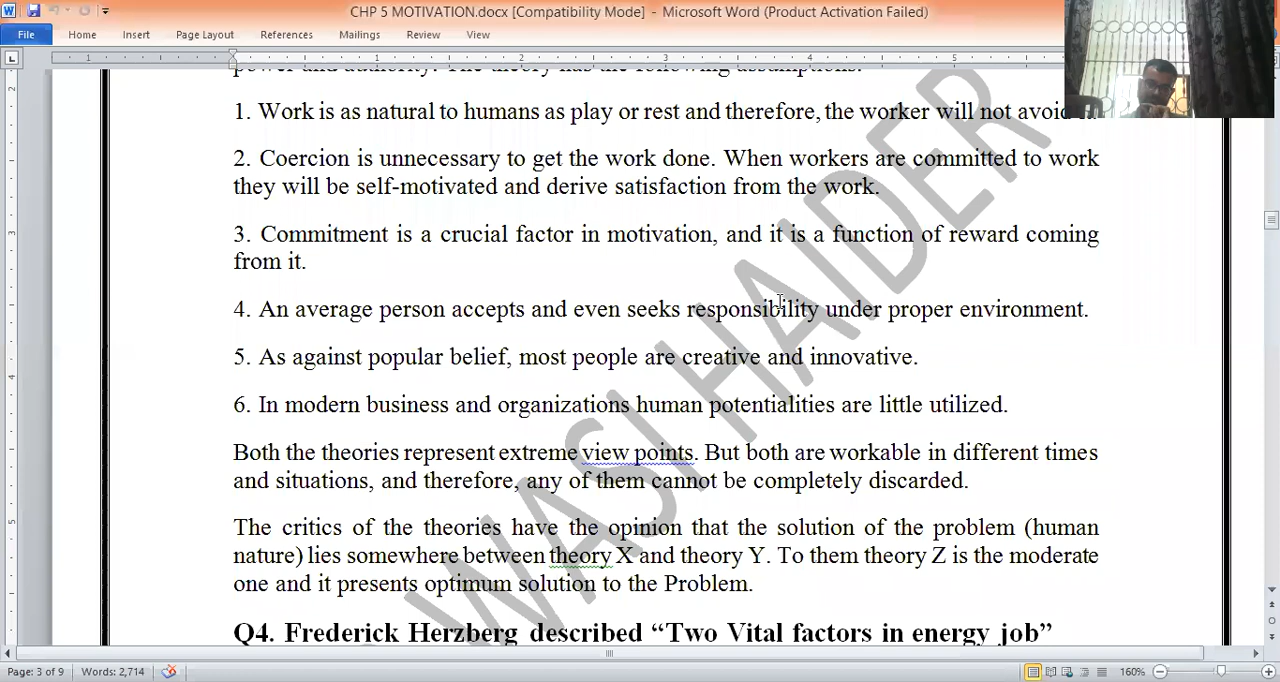 CHP 5 MOTIVATION.docx [Compatibility Mode] - Microsoft Word (Product Activation Failed)
File Home Insert Page Layout References Mailings Review View
power and authority. The theory has the following assumptions.
1. Work is as natural to humans as play or rest and therefore, the worker will not avoid
2. Coercion is unnecessary to get the work done. When workers are committed to work
they will be self-motivated and derive satisfaction from the work.
3. Commitment is a crucial factor in motivation, and it is a function of reward coming
from it.
4. An average person accepts and even seeks responsibility under proper environment.
5. As against popular belief, most people are creative and innovative.
6. In modern business and organizations human potentialities are little utilized.
Both the theories represent extreme view points. But both are workable in different times
and situations, and therefore, any of them cannot be completely discarded.
The critics of the theories have the opinion that the solution of the problem (human
nature) lies somewhere between theory X and theory Y. To them theory Z is the moderate
one and it presents optimum solution to the Problem.
Q4. Frederick Herzberg described “Two Vital factors in energy job”
WASI HAIDER
Page: 3 of 9 Words: 2,714 160%